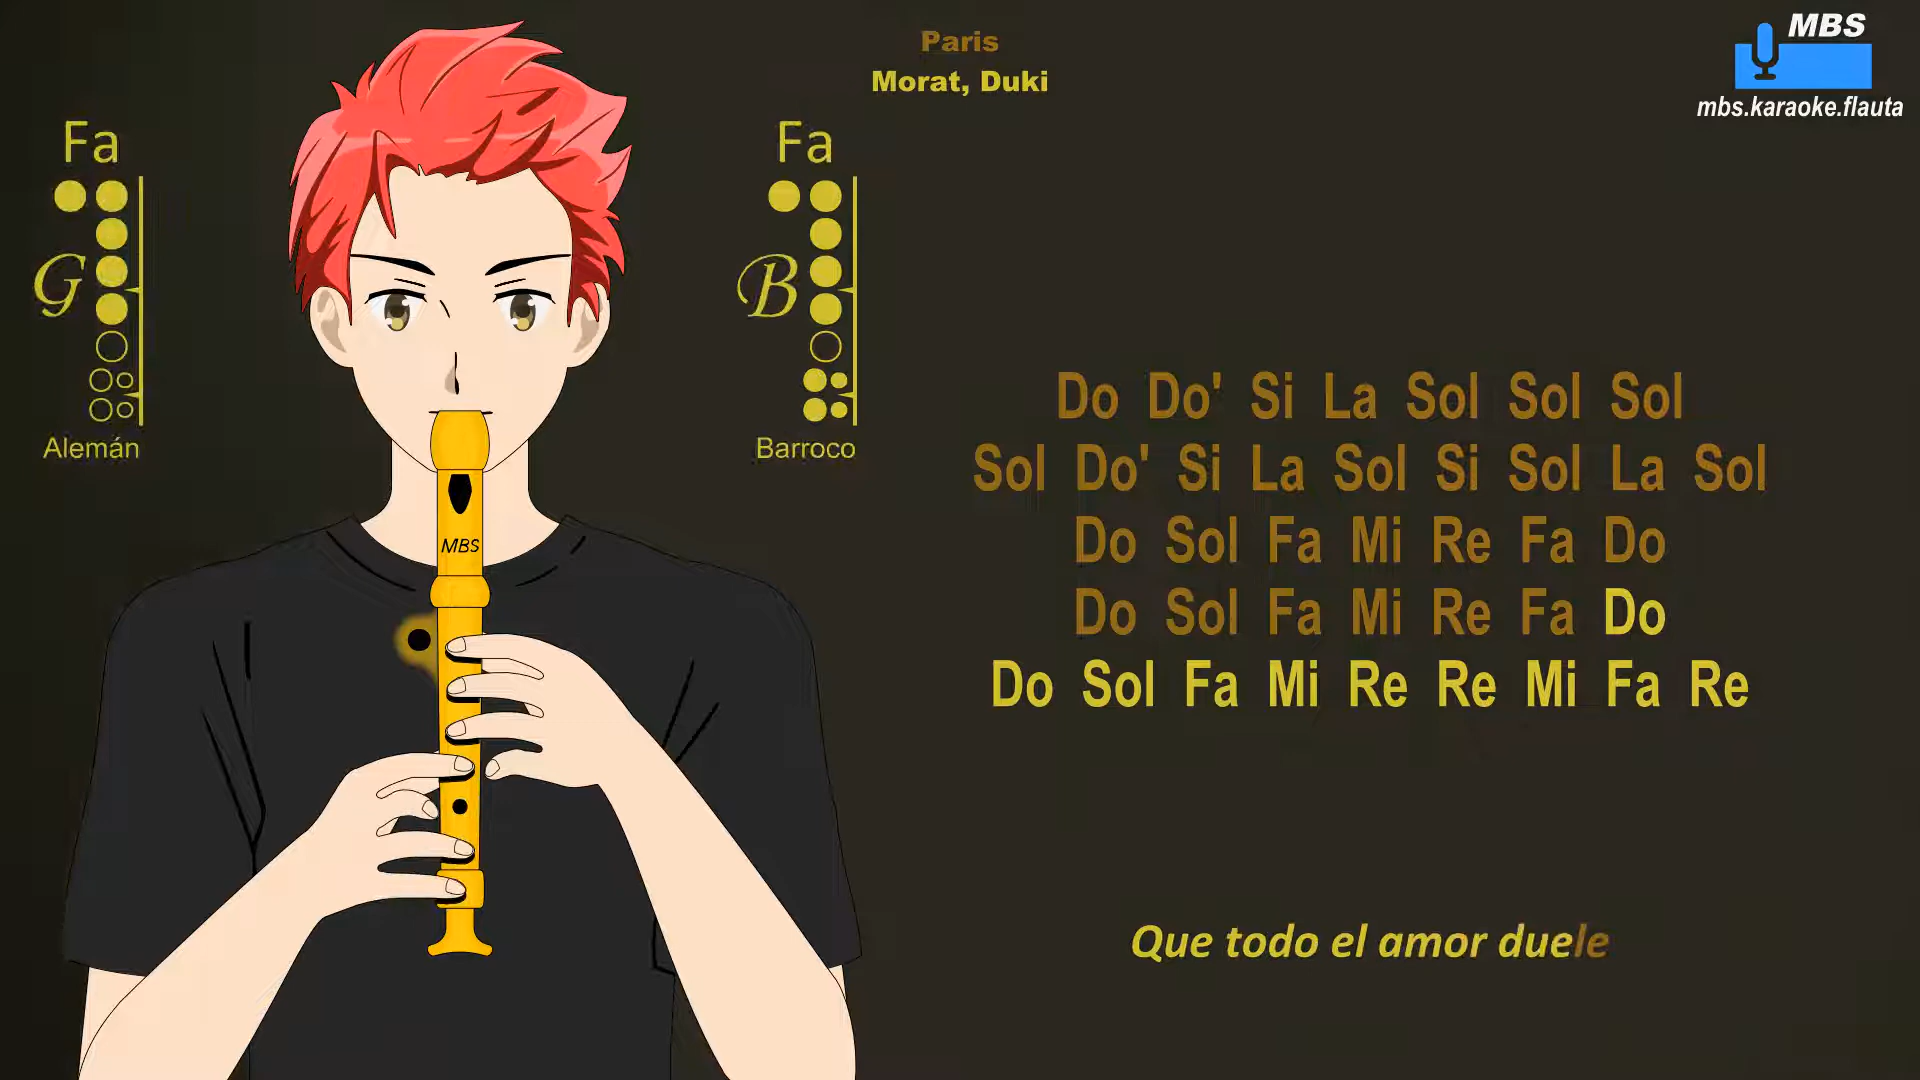 Paris
Morat, Duki
MBS
mbs.karaoke.flauta
Fa
G
Alemán
Fa
B
Barroco
MBS
Do Do' Si La Sol Sol Sol
Sol Do' Si La Sol Si Sol La Sol
Do Sol Fa Mi Re Fa Do
Do Sol Fa Mi Re Fa Do
Do Sol Fa Mi Re Re Mi Fa Re
Que todo el amor duele